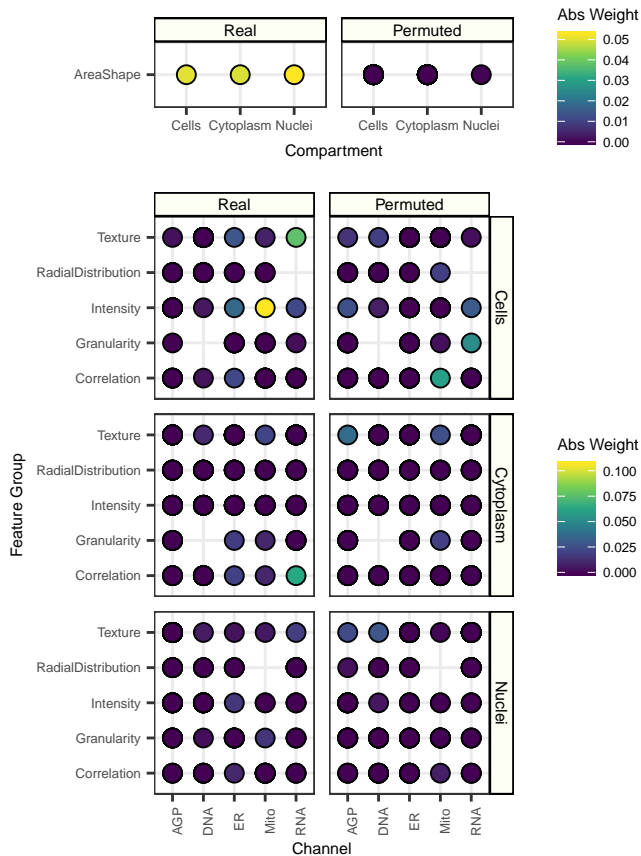 Real Permuted
AreaShape
Cells Cytoplasm Nuclei Cells Cytoplasm Nuclei
Compartment
Abs Weight
0.05
0.04
0.03
0.02
0.01
0.00
Real Permuted
Feature Group
Texture
RadialDistribution
Intensity
Granularity
Correlation
Cells
Texture
RadialDistribution
Intensity
Granularity
Correlation
Cytoplasm
Texture
RadialDistribution
Intensity
Granularity
Correlation
Nuclei
AGP DNA ER Mito RNA AGP DNA ER Mito RNA
Channel
Abs Weight
0.100
0.075
0.050
0.025
0.000